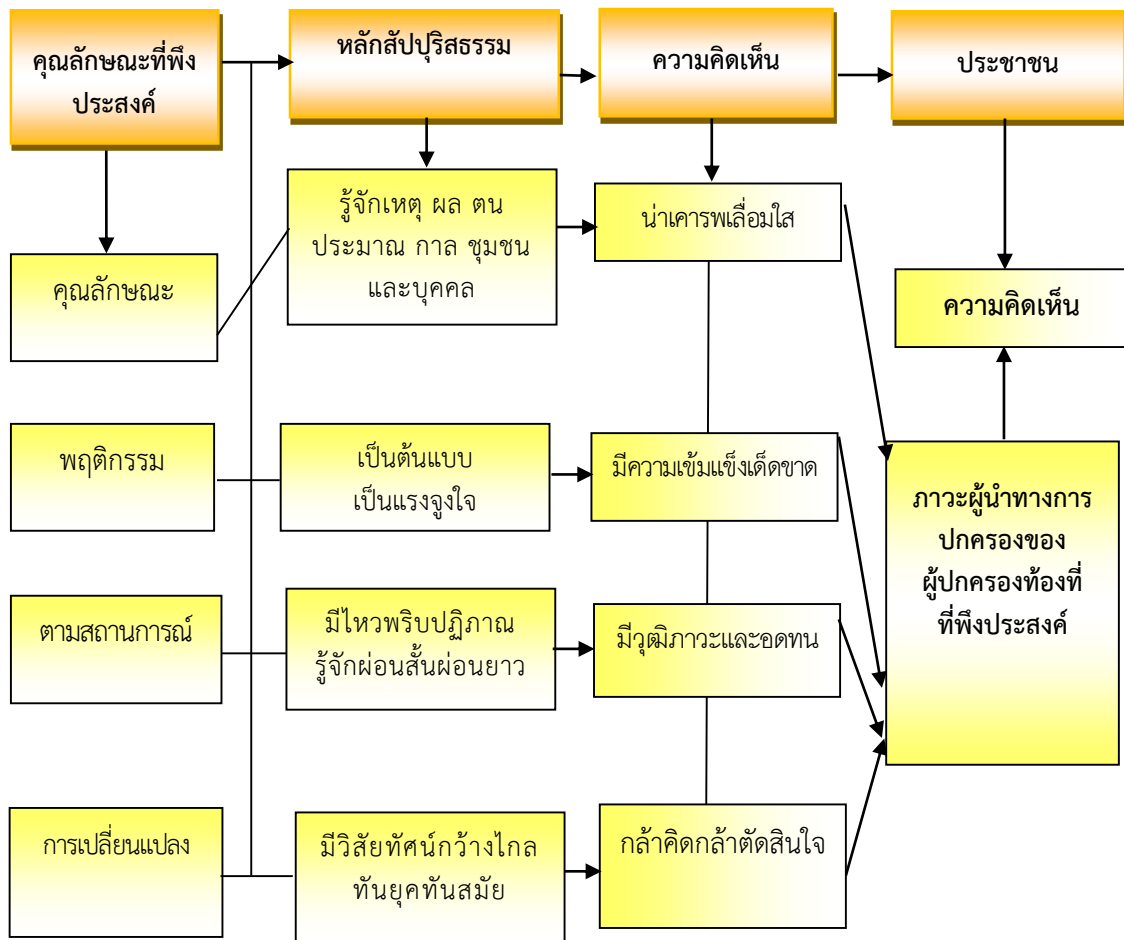 คุณลักษณะที่พึง
ประสงค์
หลักสัปปุริสธรรม
ความคิดเห็น
ประชาชน
คุณลักษณะ
รู้จักเหตุ ผล ตน
ประมาณ กาล ชุมชน
และบุคคล
น่าเคารพเลื่อมใส
ความคิดเห็น
พฤติกรรม
เป็นต้นแบบ
เป็นแรงจูงใจ
มีความเข้มแข็งเด็ดขาด
ภาวะผู้นำทางการ
ปกครองของ
ผู้ปกครองท้องที่
ที่พึงประสงค์
ตามสถานการณ์
มีไหวพริบปฏิภาณ
รู้จักผ่อนสั้นผ่อนยาว
มีวุฒิภาวะและอดทน
การเปลี่ยนแปลง
มีวิสัยทัศน์กว้างไกล
ทันยุคทันสมัย
กล้าคิดกล้าตัดสินใจ